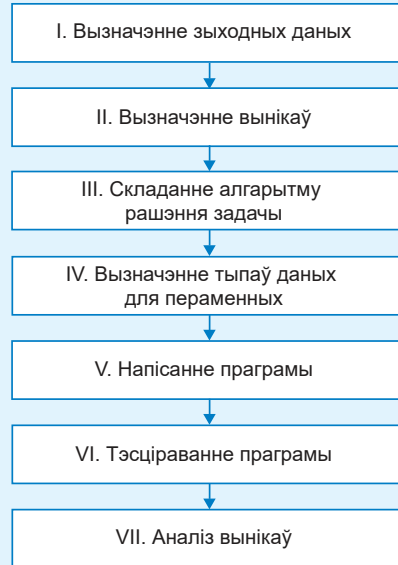 I. Вызначэнне зыходных даных
II. Вызначэнне вынікаў
III. Складанне алгарытму
рашэння задачы
IV. Вызначэнне тыпаў даных
для пераменных
V. Напісанне праграмы
VI. Тэсціраванне праграмы
VII. Аналіз вынікаў